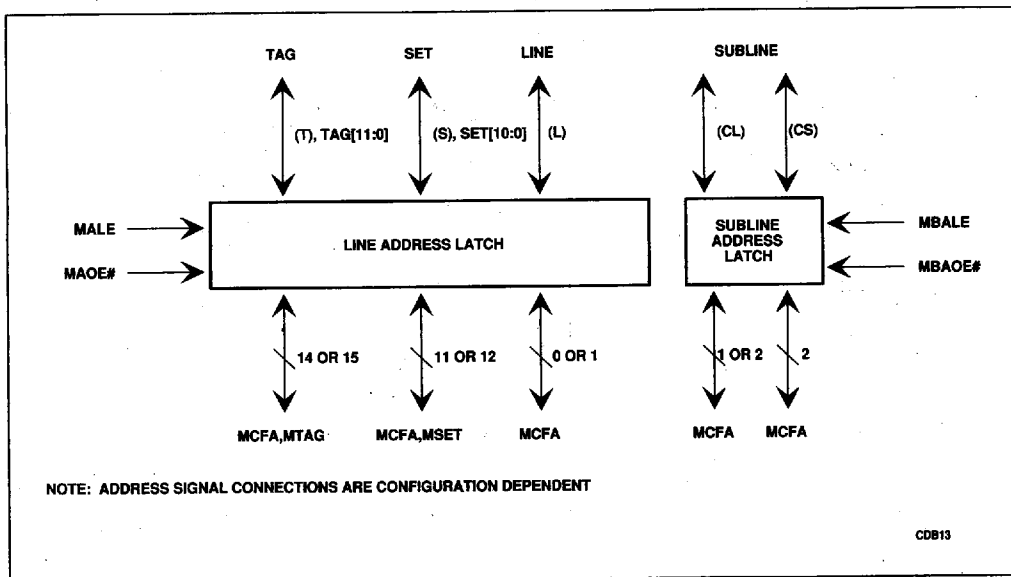 TAG SET LINE SUBLINE
(T), TAG[11:0] (S), SET[10:0] (L) (CL) (CS)
MALE
MAOE#
LINE ADDRESS LATCH
SUBLINE
ADDRESS
LATCH
MBALE
MBAOE#
14 OR 15 11 OR 12 0 OR 1 1 OR 2 2
MCFA,MTAG MCFA,MSET MCFA MCFA MCFA
NOTE: ADDRESS SIGNAL CONNECTIONS ARE CONFIGURATION DEPENDENT
CDB13